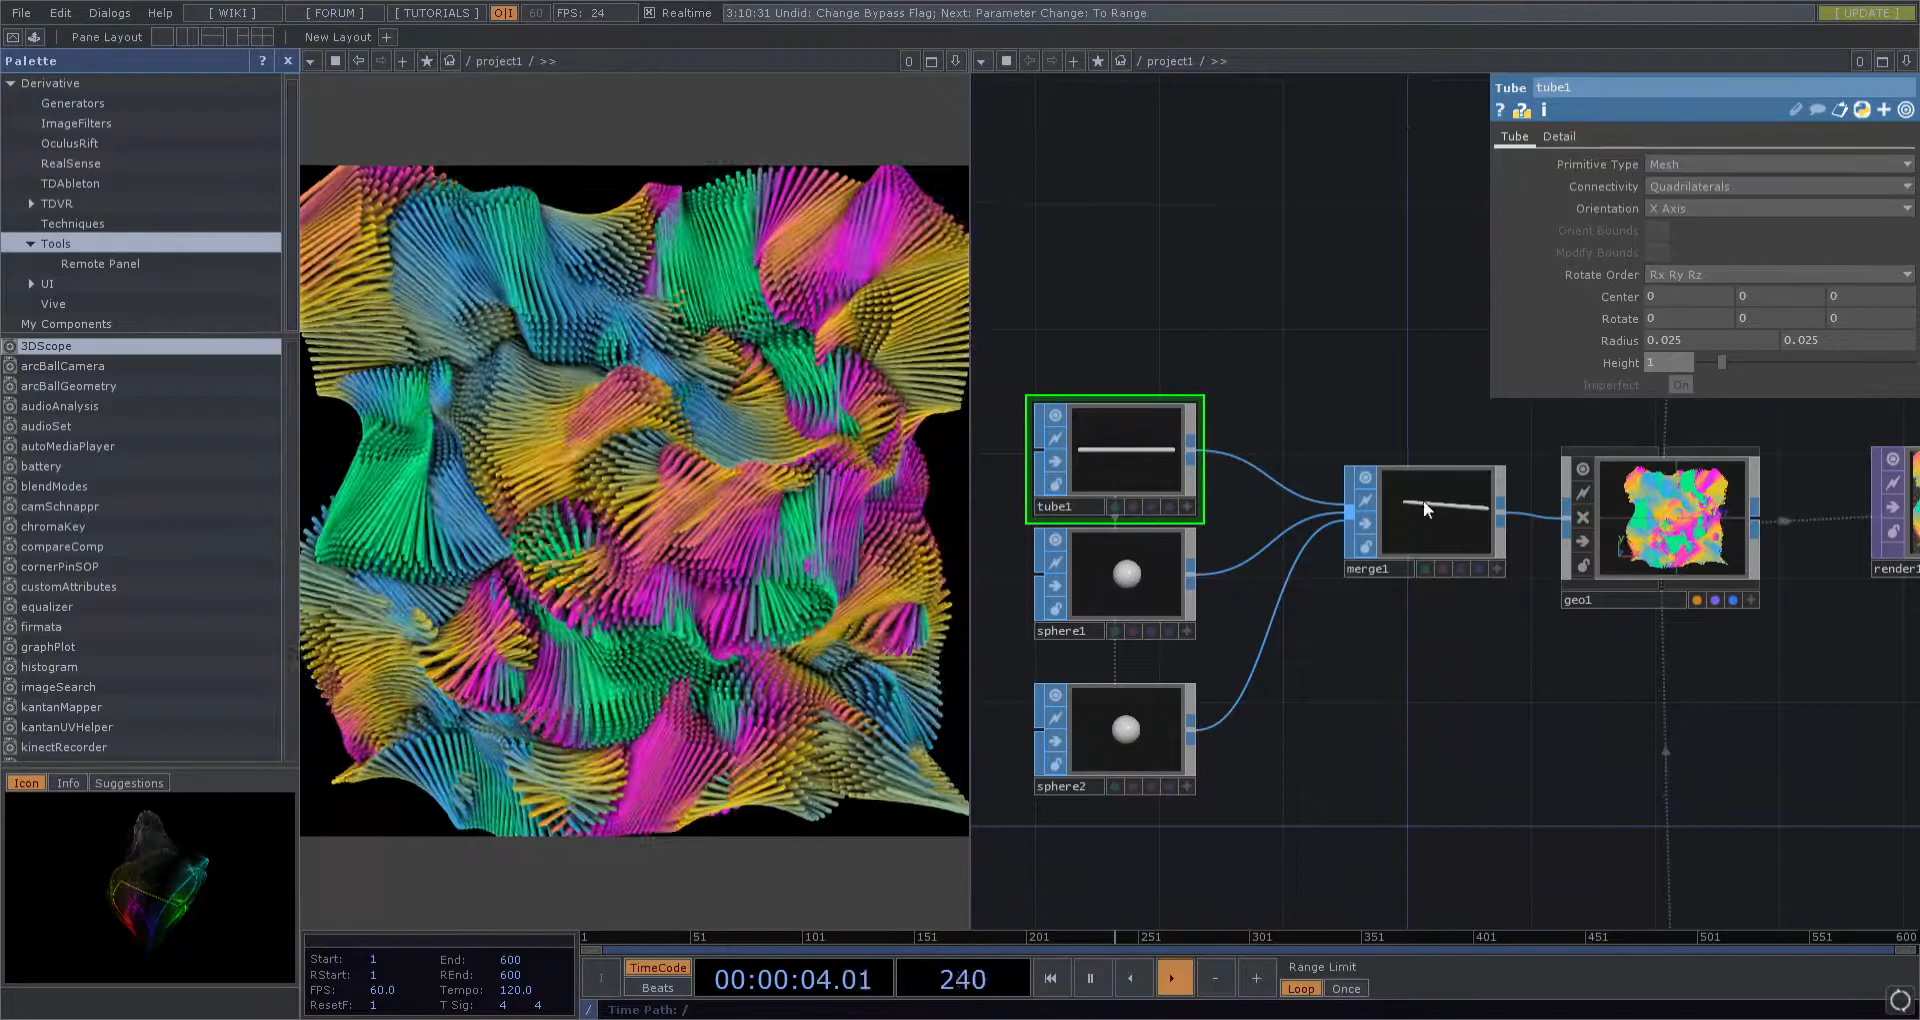 File Edit Dialogs Help [ WIKI ] [ FORUM ] [ TUTORIALS ] O|I 60 FPS: 24 Realtime 3:10:31 Undid: Change Bypass Flag; Next: Parameter Change: To Range [ UPDATE ]
Pane Layout New Layout +
Palette ? x
/ project1 / >> 0
/ project1 / >> 0
Derivative
Generators
ImageFilters
OculusRift
RealSense
TDAbleton
TDVR
Techniques
Tools
Remote Panel
UI
Vive
My Components
3DScope
arcBallCamera
arcBallGeometry
audioAnalysis
audioSet
autoMediaPlayer
battery
blendModes
camSchnappr
chromaKey
compareComp
cornerPinSOP
customAttributes
equalizer
firmata
graphPlot
histogram
imageSearch
kantanMapper
kantanUVHelper
kinectRecorder
Icon Info Suggestions
Tube tube1
? ? i
Tube Detail
Primitive Type Mesh
Connectivity Quadrilaterals
Orientation X Axis
Orient Bounds
Modify Bounds
Rotate Order Rx Ry Rz
Center 0 0 0
Rotate 0 0 0
Radius 0.025 0.025
Height 1
Imperfect On
tube1
sphere1
sphere2
merge1
geo1
render1
1 51 101 151 201 251 301 351 401 451 501 551 600
Start: 1 End: 600
RStart: 1 REnd: 600
FPS: 60.0 Tempo: 120.0
ResetF: 1 T Sig: 4 4
TimeCode
Beats
00:00:04.01 240
Range Limit
Loop Once
/ Time Path: /